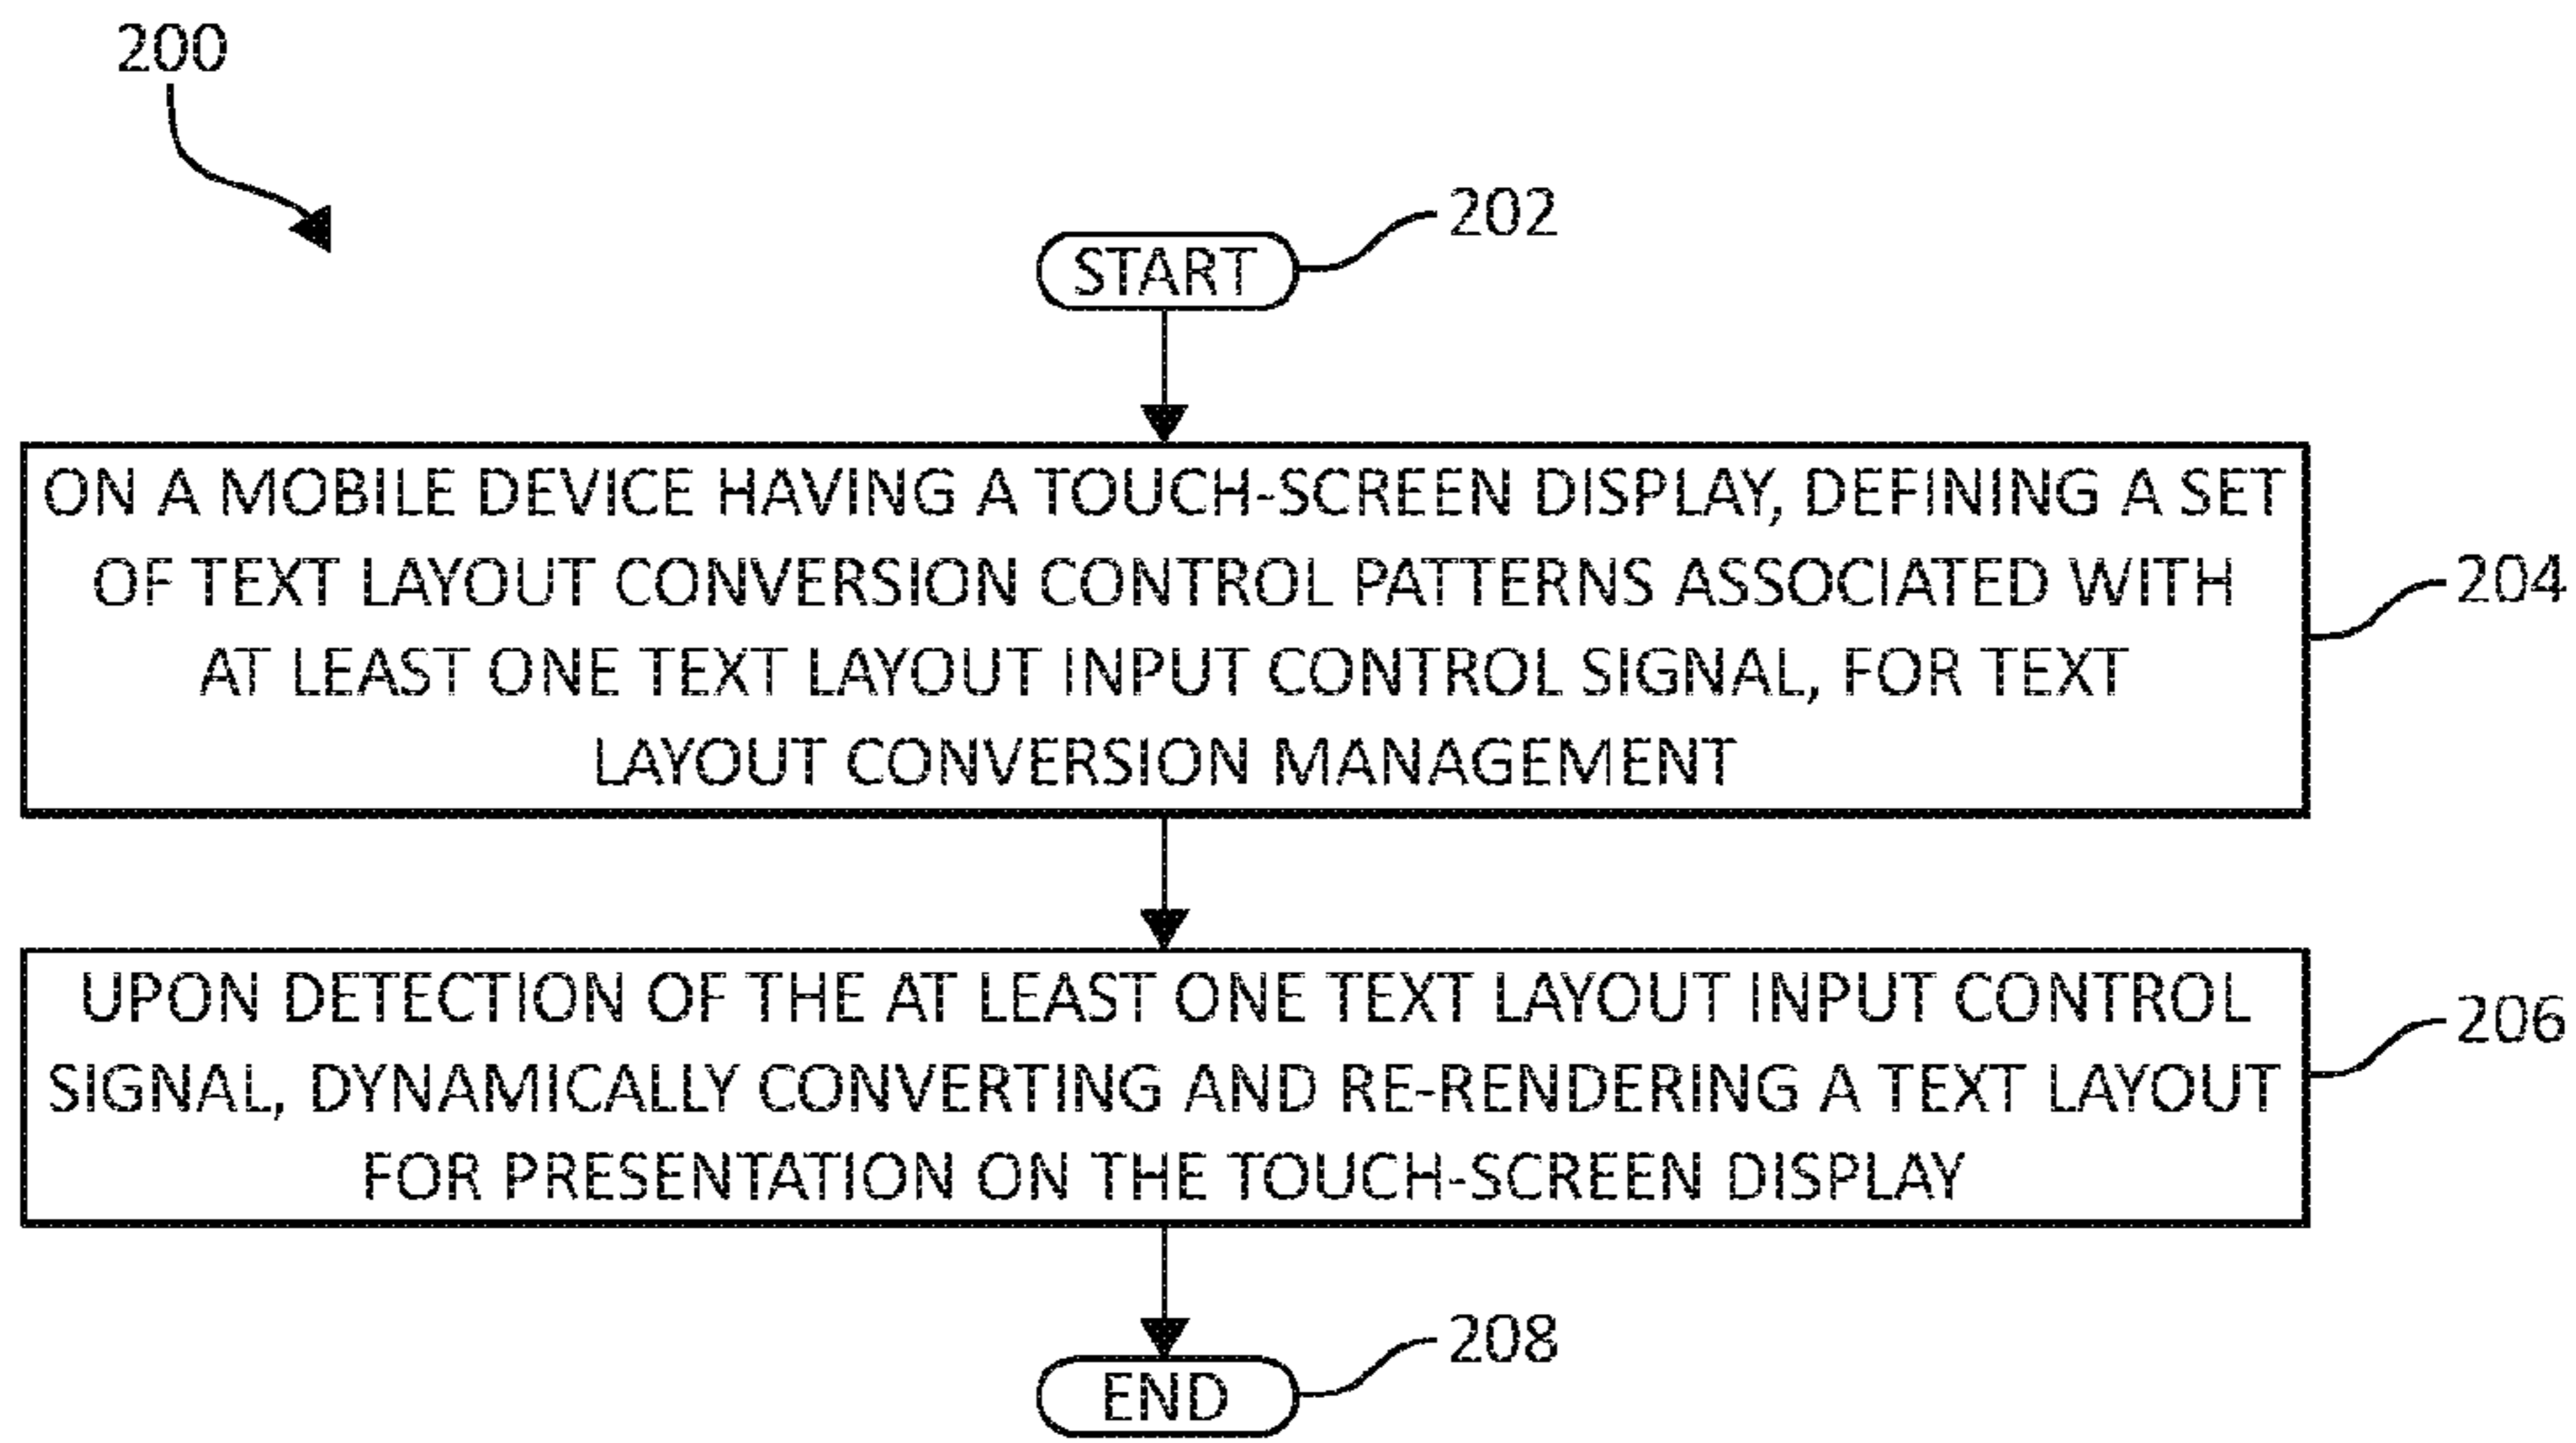 200
202
START
ON A MOBILE DEVICE HAVING A TOUCH-SCREEN DISPLAY, DEFINING A SET
OF TEXT LAYOUT CONVERSION CONTROL PATTERNS ASSOCIATED WITH
204
AT LEAST ONE TEXT LAYOUT INPUT CONTROL SIGNAL, FOR TEXT
LAYOUT CONVERSION MANAGEMENT
UPON DETECTION OF THE AT LEAST ONE TEXT LAYOUT INPUT CONTROL
206
SIGNAL, DYNAMICALLY CONVERTING AND RE-RENDERING A TEXT LAYOUT
FOR PRESENTATION ON THE TOUCH-SCREEN DISPLAY
208
END